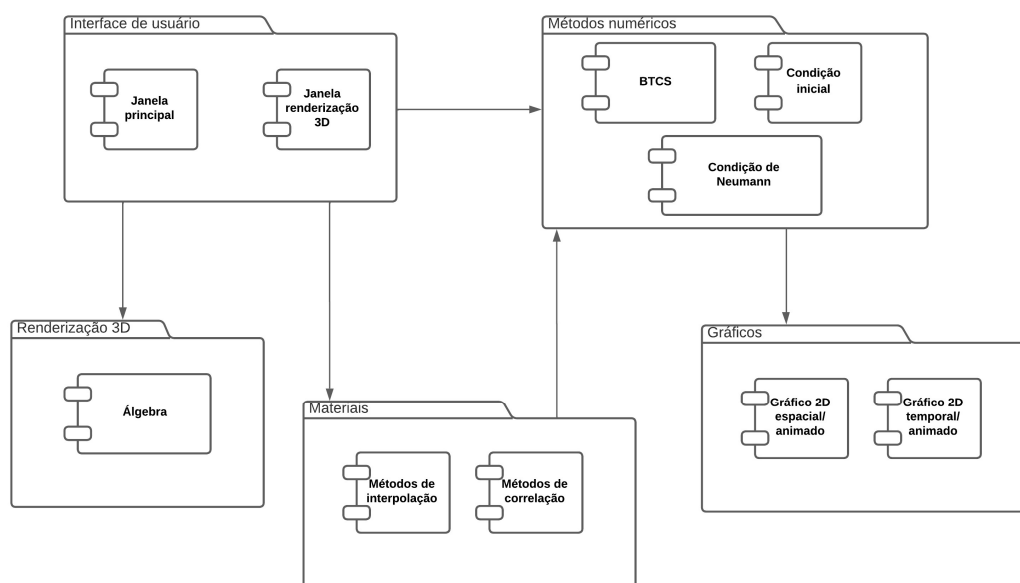 Interface de usuário
Janela
principal
Janela
renderização
3D
Métodos numéricos
BTCS
Condição
inicial
Condição de
Neumann
Renderização 3D
Álgebra
Materiais
Métodos de
interpolação
Métodos de
correlação
Gráficos
Gráfico 2D
espacial/
animado
Gráfico 2D
temporal/
animado